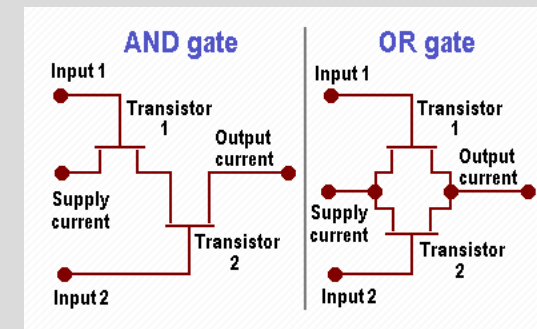 AND gate
Input 1
Transistor
1
Output
current
Supply
current
Transistor
2
Input 2
OR gate
Input 1
Transistor
1
Output
current
Supply
current
Transistor
2
Input 2